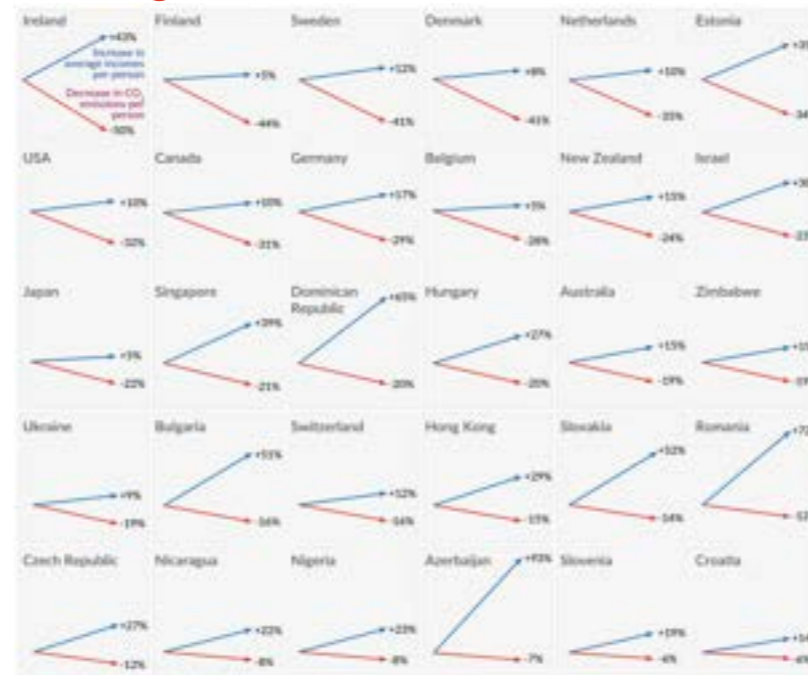 Ireland
+43%
Increase in
average incomes
per person
Decrease in CO₂
emissions per
person
-50%
Finland
+5%
-44%
Sweden
+12%
-41%
Denmark
+8%
-41%
Netherlands
+10%
-35%
Estonia
USA
+10%
-32%
Canada
+10%
-31%
Germany
+17%
-29%
Belgium
+5%
-28%
New Zealand
+15%
-24%
Israel
Japan
+5%
-22%
Singapore
+39%
-21%
Dominican
Republic
+65%
-20%
Hungary
+27%
-20%
Australia
+15%
-19%
Zimbabwe
Ukraine
+9%
-19%
Bulgaria
+51%
-16%
Switzerland
+12%
-16%
Hong Kong
+29%
-15%
Slovakia
+52%
-14%
Romania
Czech Republic
+27%
-12%
Nicaragua
+22%
-8%
Nigeria
+23%
-8%
Azerbaijan
+93%
-7%
Slovenia
+19%
-6%
Croatia